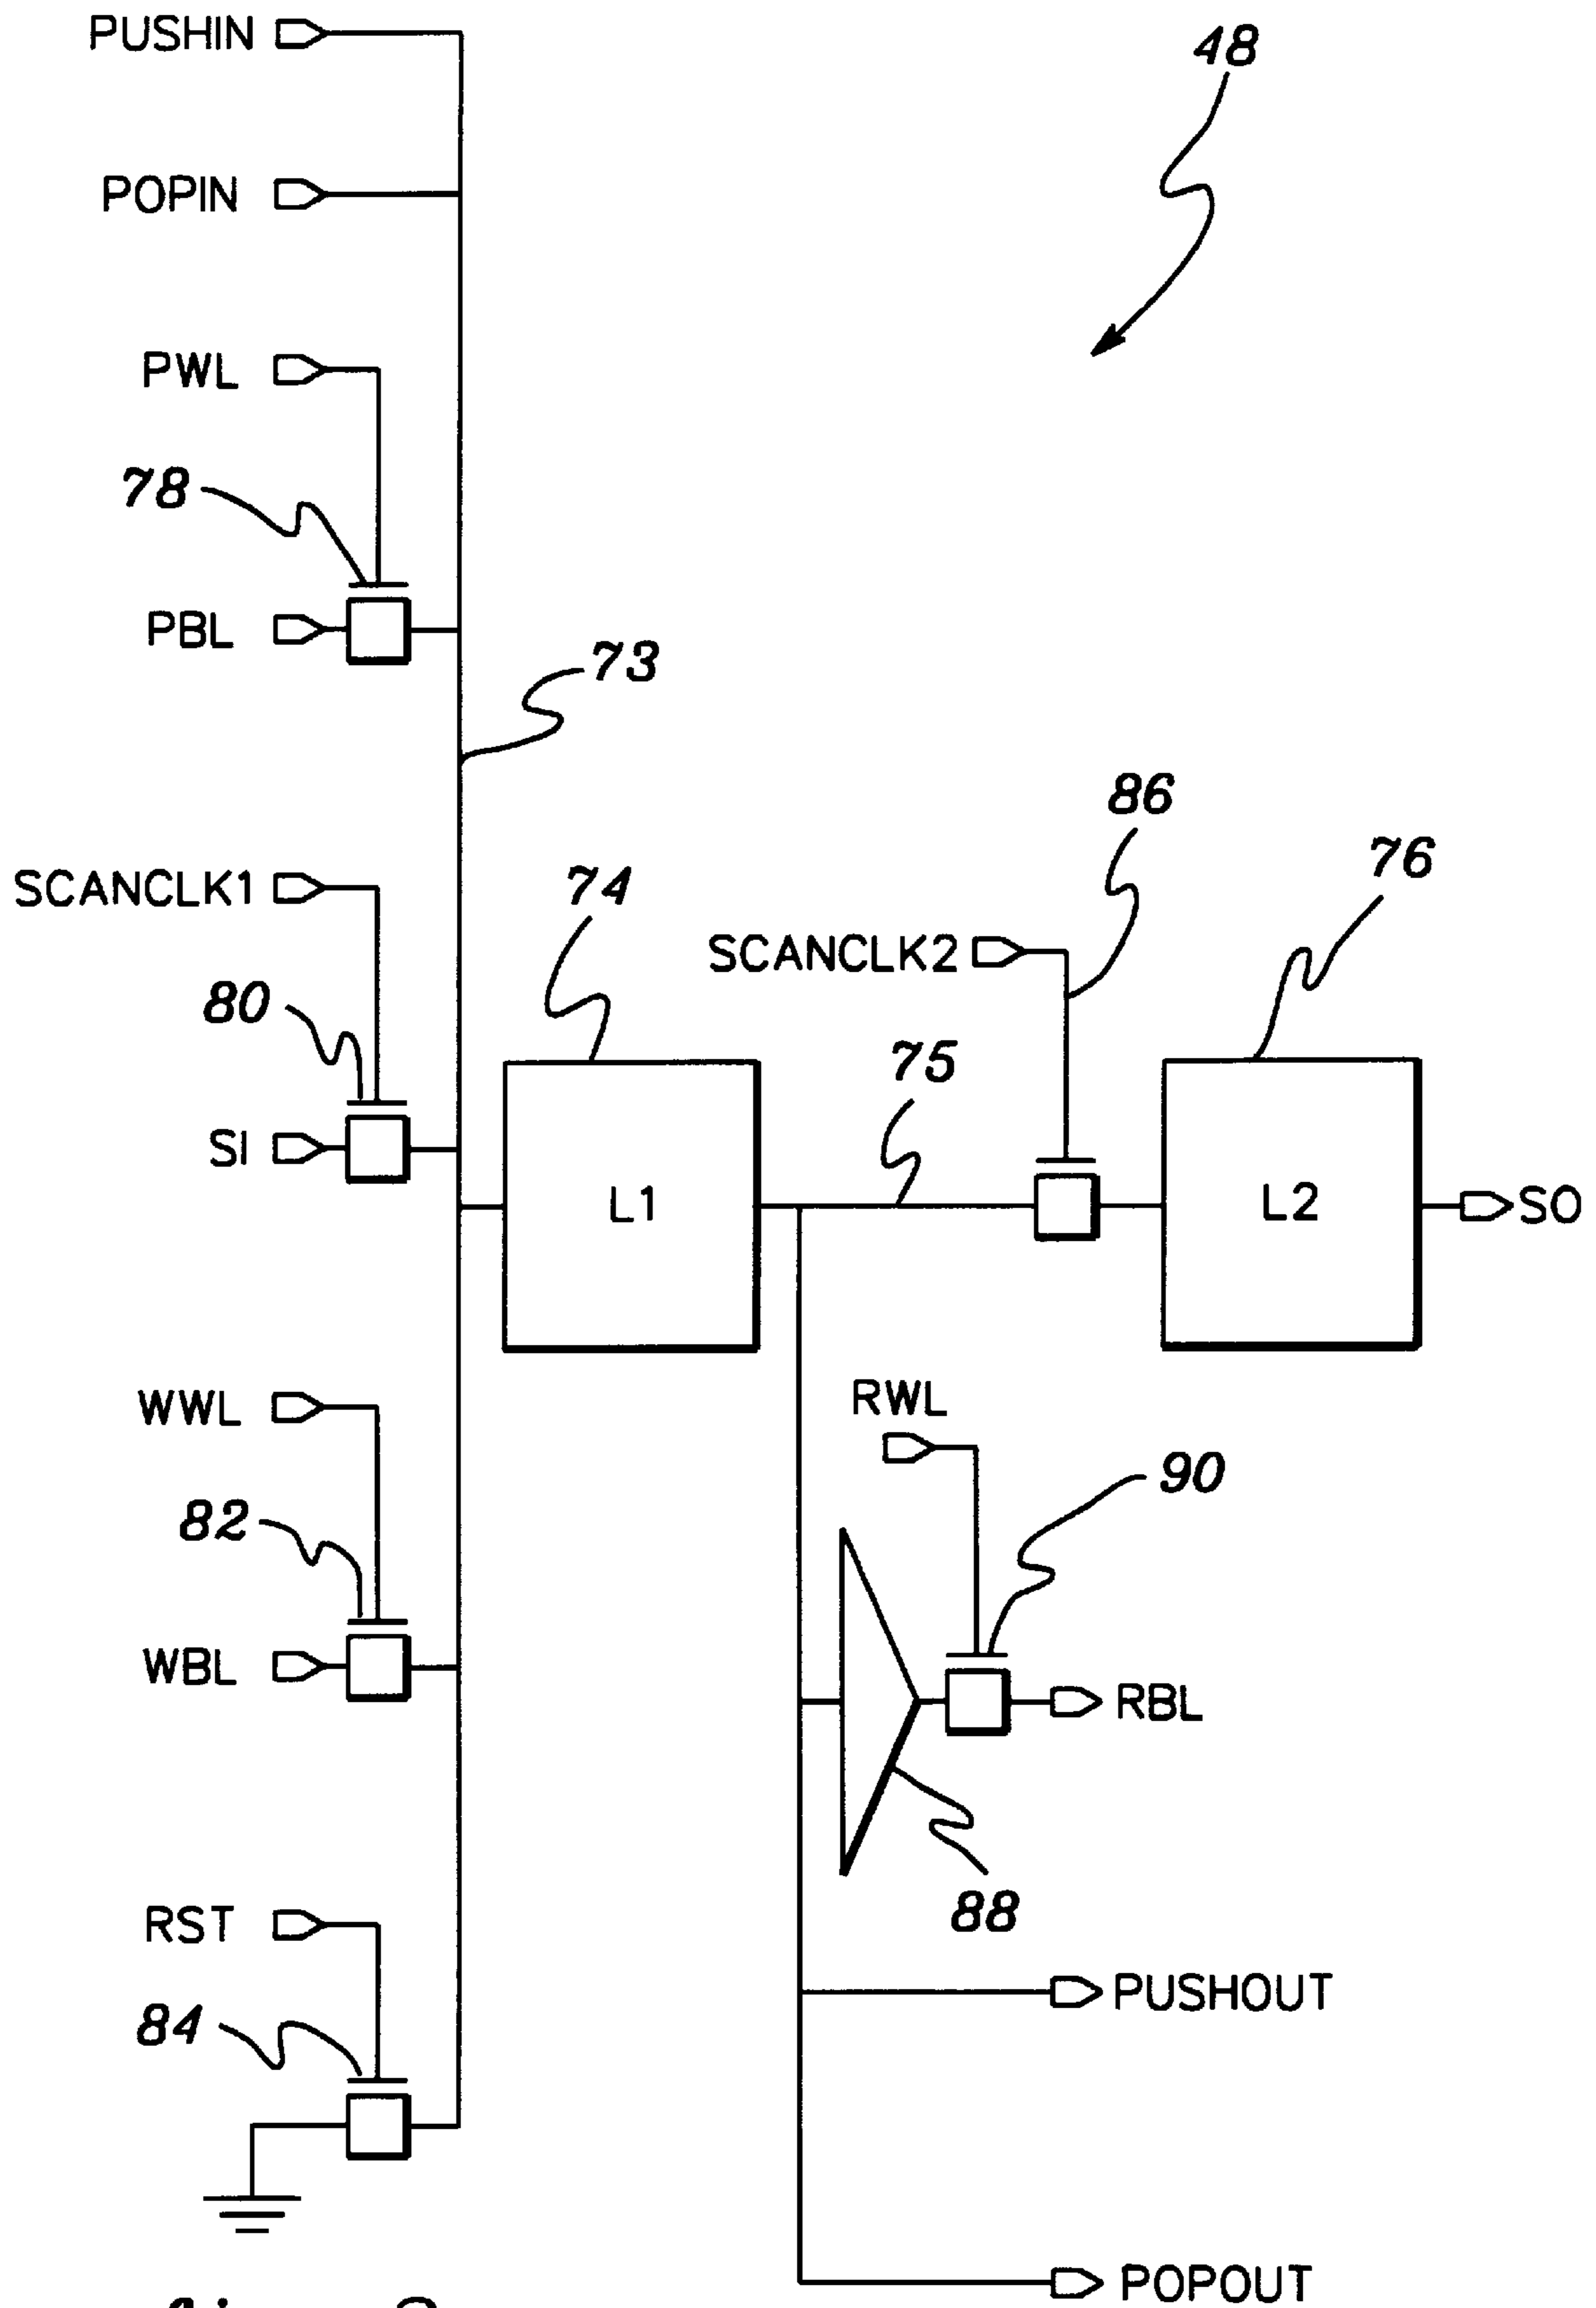 PUSHIN
48
POPIN
PWL
78
PBL
73
86
76
SCANCLK1
74
SCANCLK2
80
75
SI
L1
L2
SO
WWL
RWL
90
82
WBL
RBL
88
RST
PUSHOUT
84
POPOUT